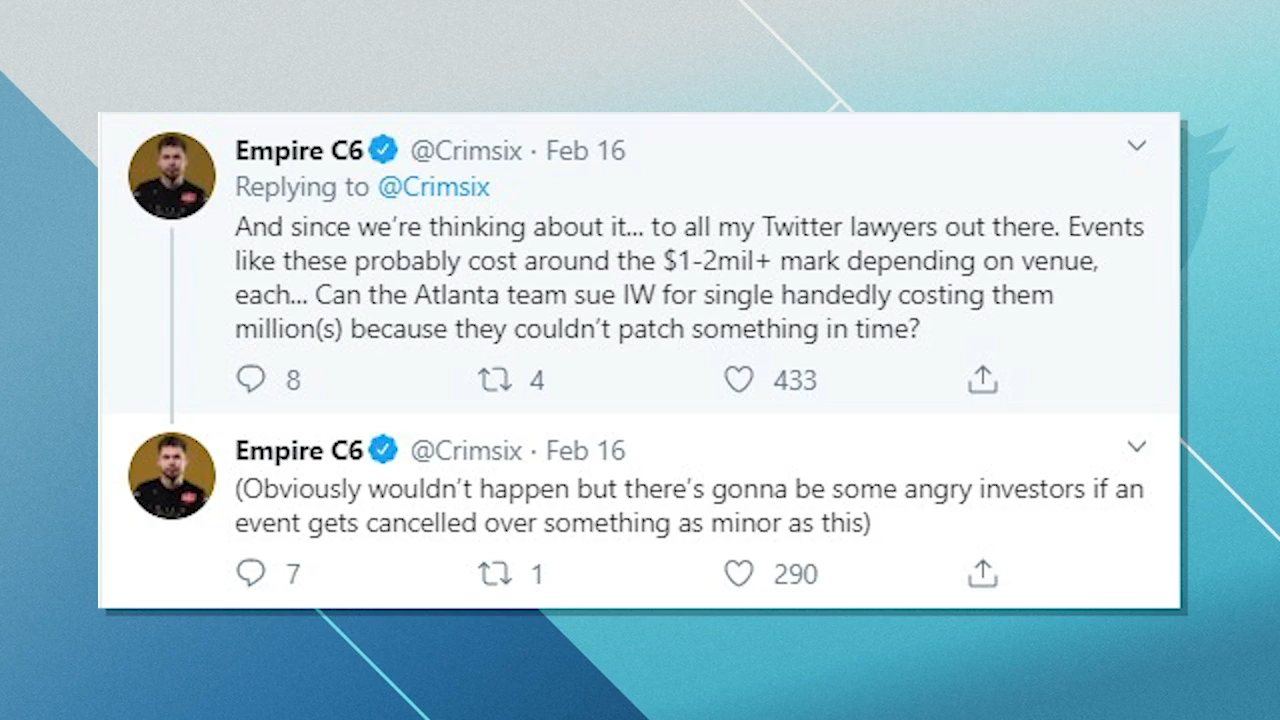 Empire C6 @Crimsix · Feb 16
Replying to @Crimsix
And since we're thinking about it... to all my Twitter lawyers out there. Events
like these probably cost around the $1-2mil+ mark depending on venue,
each... Can the Atlanta team sue IW for single handedly costing them
million(s) because they couldn't patch something in time?
8 4 433
Empire C6 @Crimsix · Feb 16
(Obviously wouldn't happen but there's gonna be some angry investors if an
event gets cancelled over something as minor as this)
7 1 290